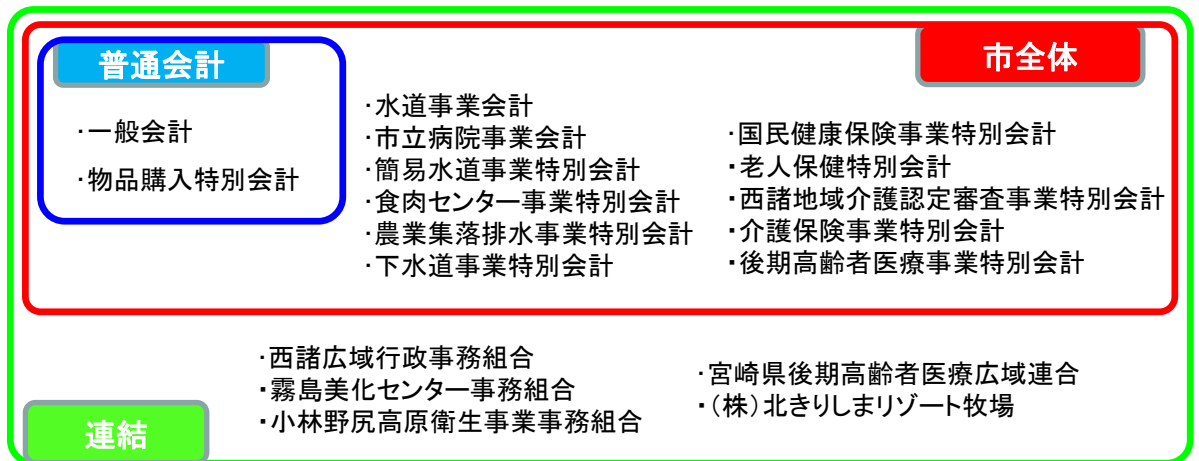 普通会計
市全体
・一般会計
・物品購入特別会計
・水道事業会計
・市立病院事業会計
・簡易水道事業特別会計
・食肉センター事業特別会計
・農業集落排水事業特別会計
・下水道事業特別会計
・国民健康保険事業特別会計
・老人保健特別会計
・西諸地域介護認定審査事業特別会計
・介護保険事業特別会計
・後期高齢者医療事業特別会計
・西諸広域行政事務組合
・霧島美化センター事務組合
・小林野尻高原衛生事業事務組合
・宮崎県後期高齢者医療広域連合
・(株)北きりしまリゾート牧場
連結